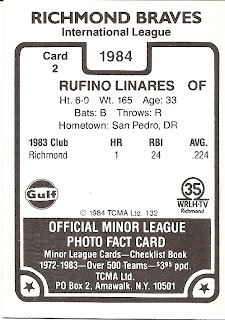 RICHMOND BRAVES
International League
Card
2
1984
RUFINO LINARES OF
Ht. 6-0 Wt. 165 Age: 33
Bats: B Throws: R
Hometown: San Pedro, DR
1983 Club HR RBI AVG.
Richmond 1 24 .224
Gulf
35
WRLH-TV
Richmond
© 1984 TCMA Ltd. 132
OFFICIAL MINOR LEAGUE
PHOTO FACT CARD
Minor League Cards—Checklist Book
1972-1983—Over 500 Teams—$3.95 ppd.
TCMA Ltd.
PO Box 2, Amawalk, N.Y. 10501